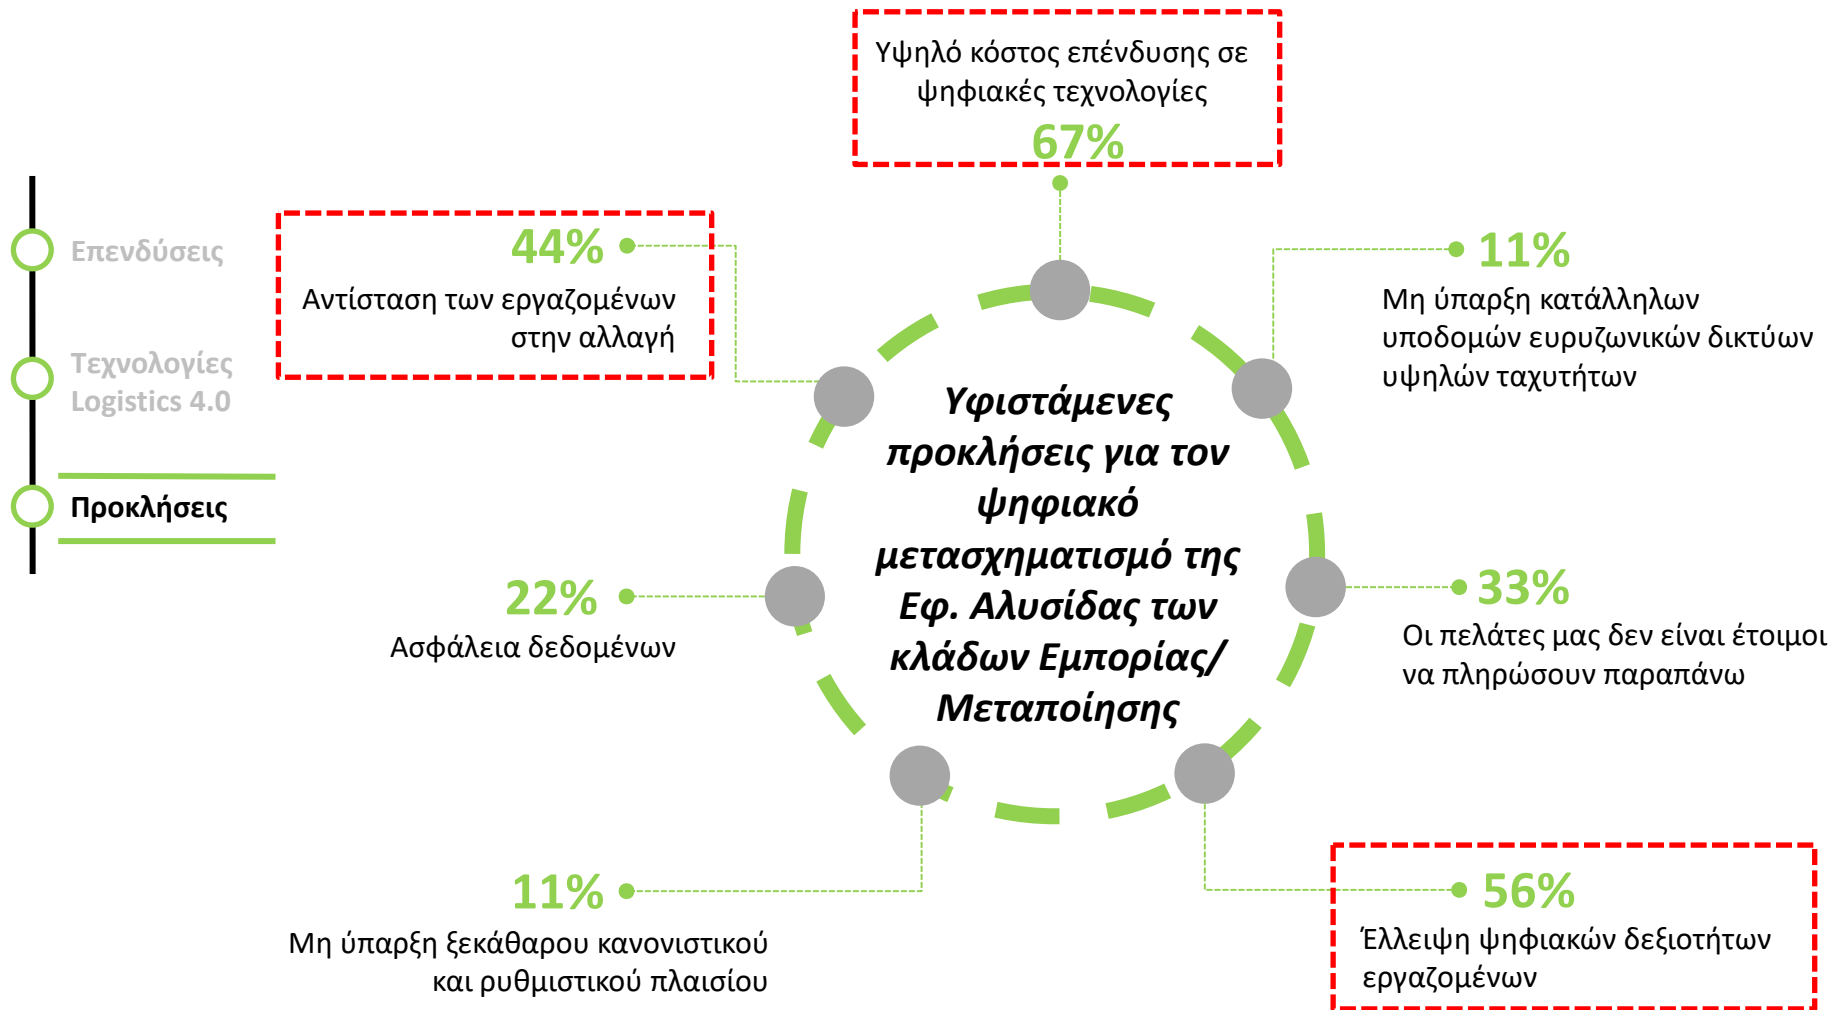 Επενδύσεις
Τεχνολογίες
Logistics 4.0
Προκλήσεις
Υψηλό κόστος επένδυσης σε
ψηφιακές τεχνολογίες
67%
44%
Αντίσταση των εργαζομένων
στην αλλαγή
11%
Μη ύπαρξη κατάλληλων
υποδομών ευρυζωνικών δικτύων
υψηλών ταχυτήτων
Υφιστάμενες
προκλήσεις για τον
ψηφιακό
μετασχηματισμό της
Εφ. Αλυσίδας των
κλάδων Εμπορίας/
Μεταποίησης
22%
Ασφάλεια δεδομένων
33%
Οι πελάτες μας δεν είναι έτοιμοι
να πληρώσουν παραπάνω
11%
Μη ύπαρξη ξεκάθαρου κανονιστικού
και ρυθμιστικού πλαισίου
56%
Έλλειψη ψηφιακών δεξιοτήτων
εργαζομένων